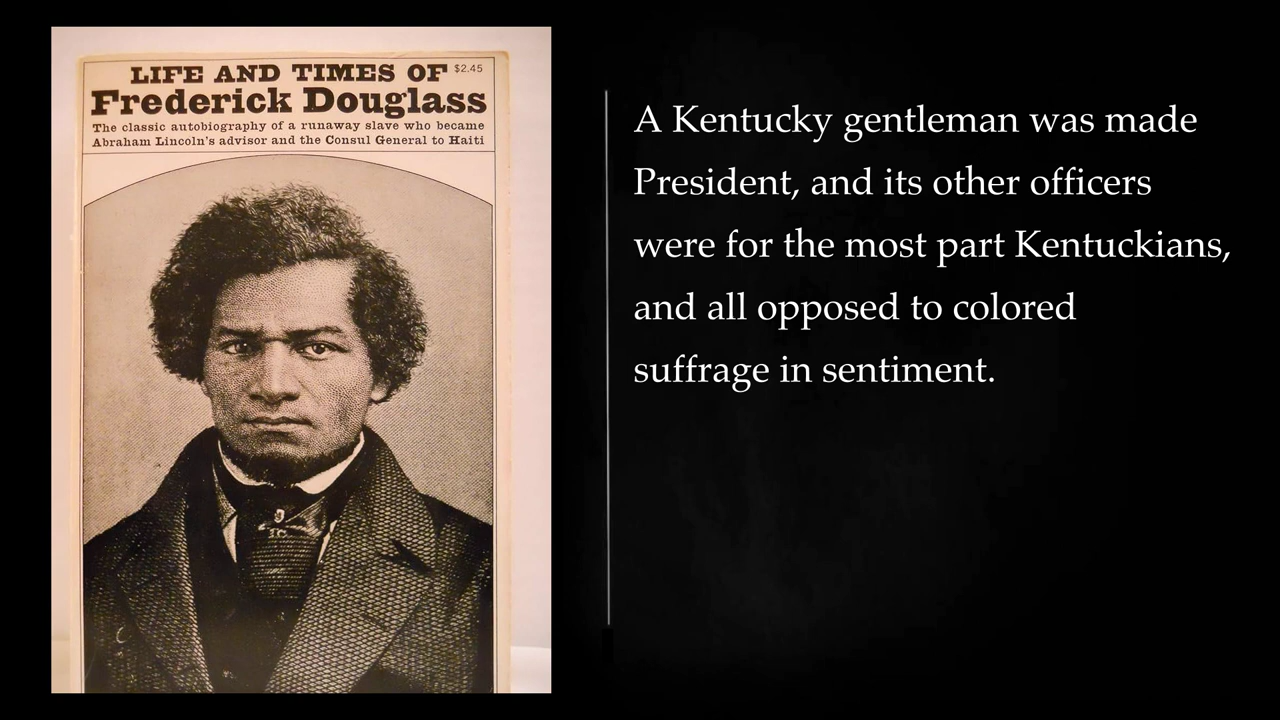 LIFE AND TIMES OF $2.45
Frederick Douglass
The classic autobiography of a runaway slave who became
Abraham Lincoln's advisor and the Consul General to Haiti
A Kentucky gentleman was made
President, and its other officers
were for the most part Kentuckians,
and all opposed to colored
suffrage in sentiment.